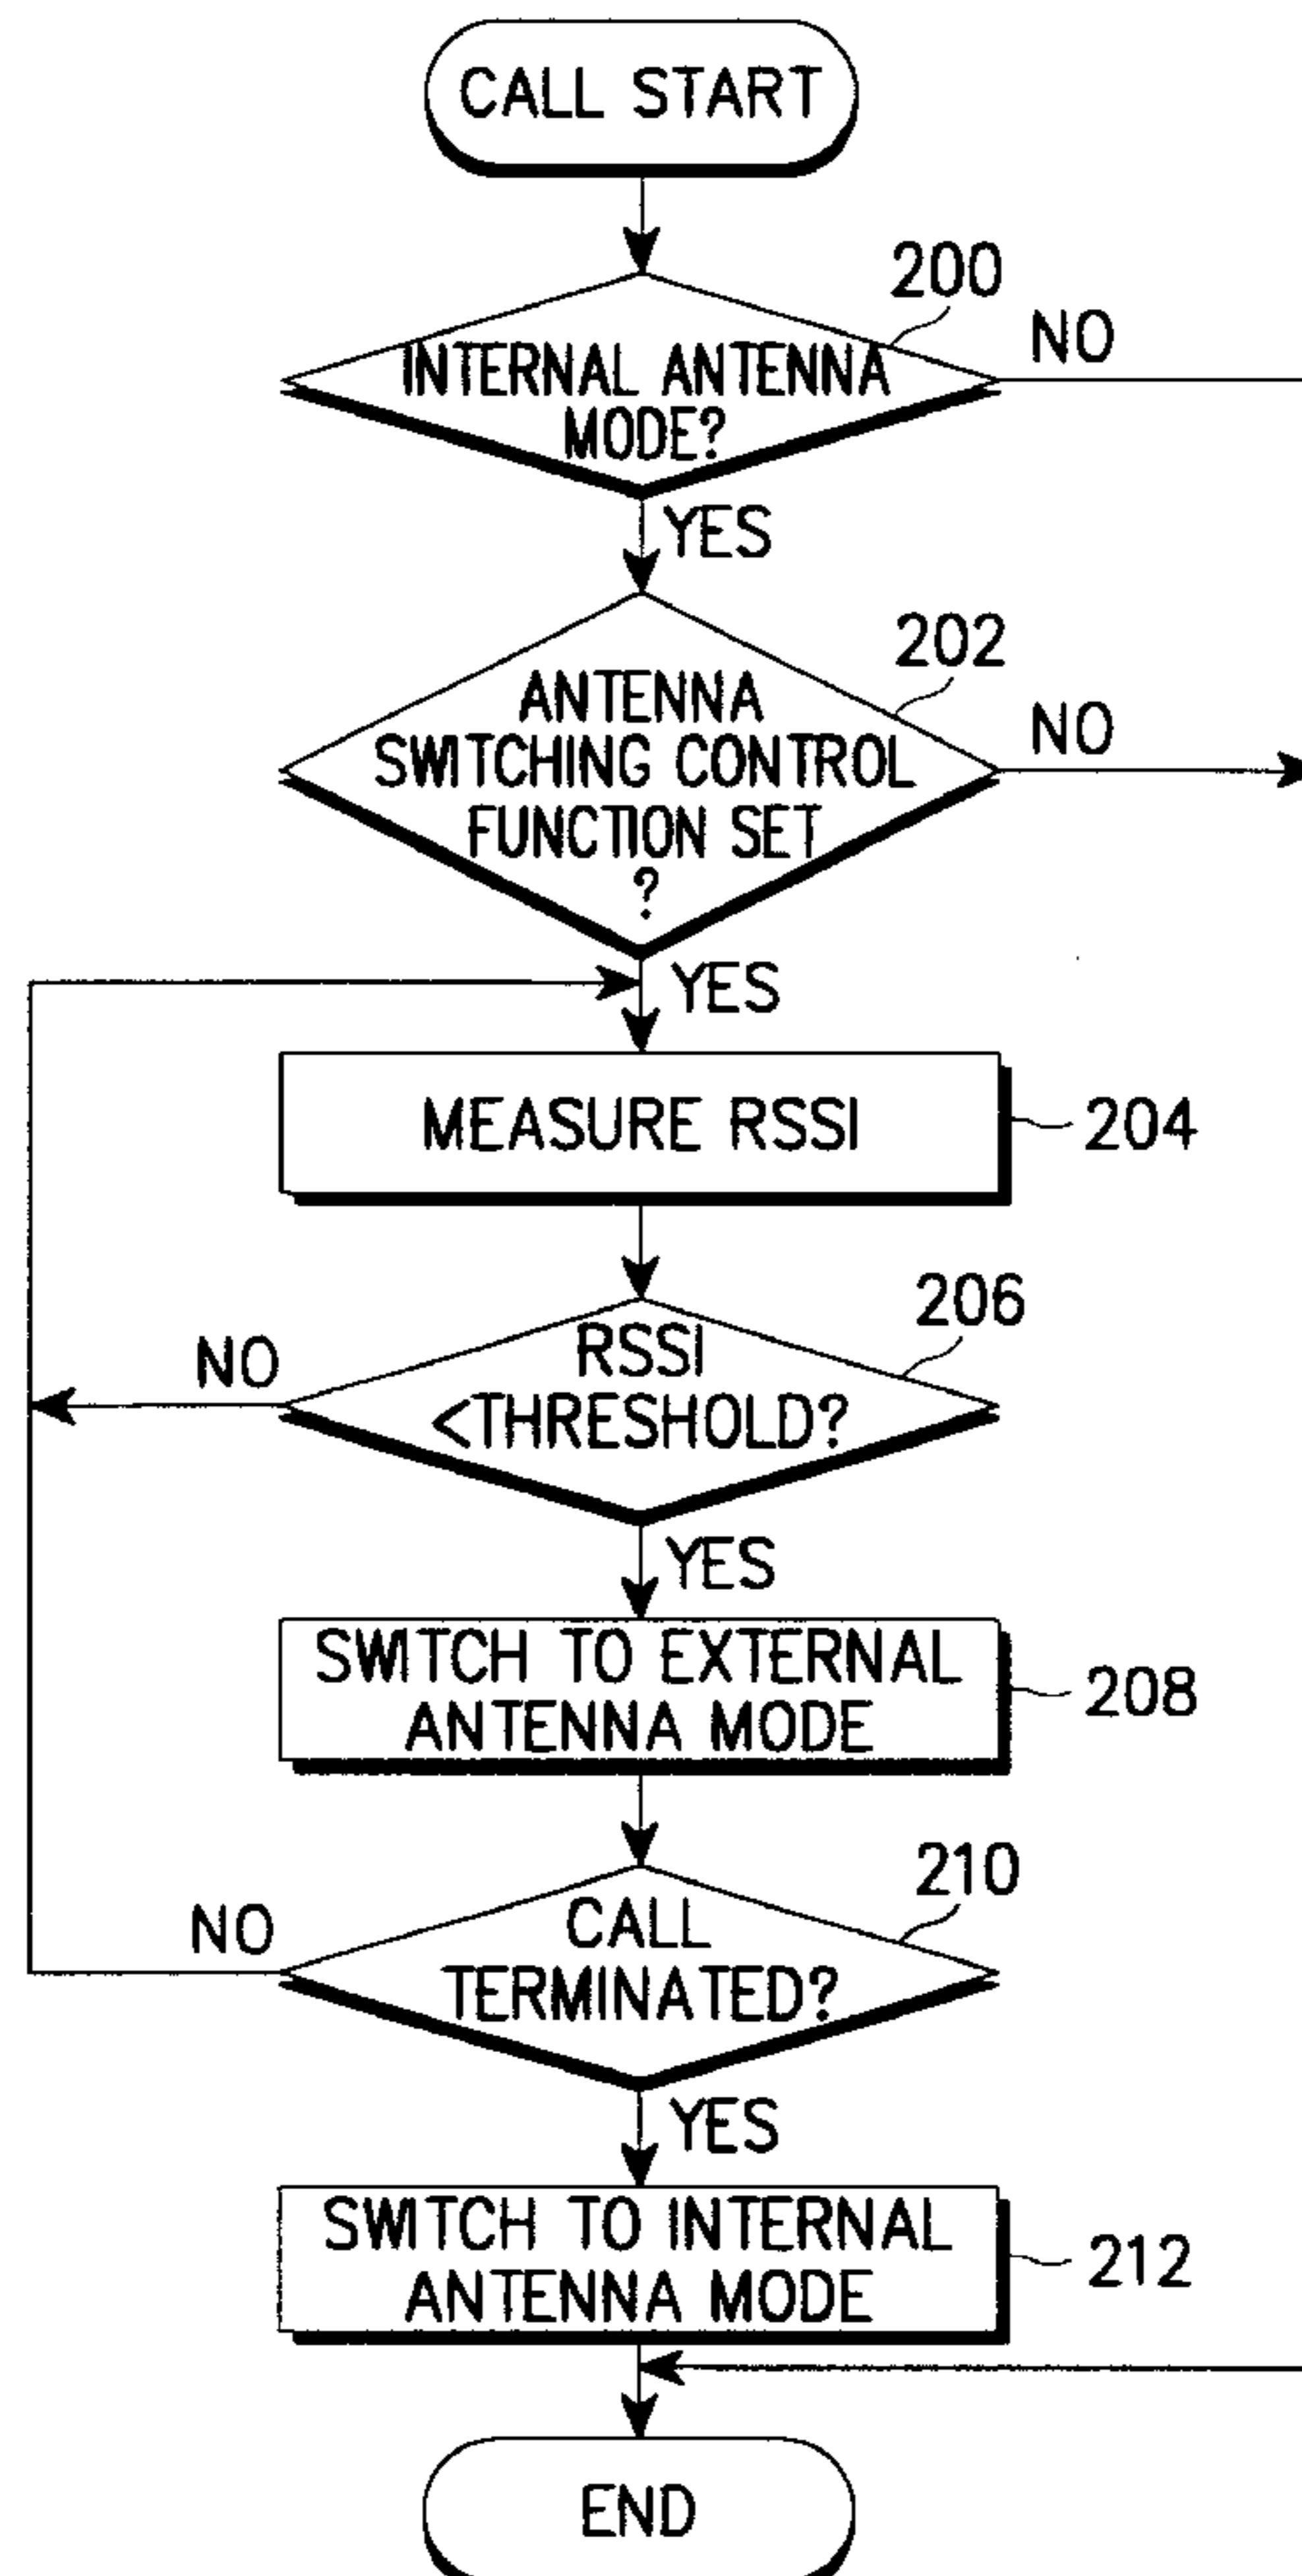 CALL START
200
NO
INTERNAL ANTENNA
MODE?
YES
202
NO
ANTENNA
SWITCHING CONTROL
FUNCTION SET
?
YES
MEASURE RSSI
204
206
NO
RSSI
<THRESHOLD?
YES
SWITCH TO EXTERNAL
ANTENNA MODE
208
210
NO
CALL
TERMINATED?
YES
SWITCH TO INTERNAL
ANTENNA MODE
212
END